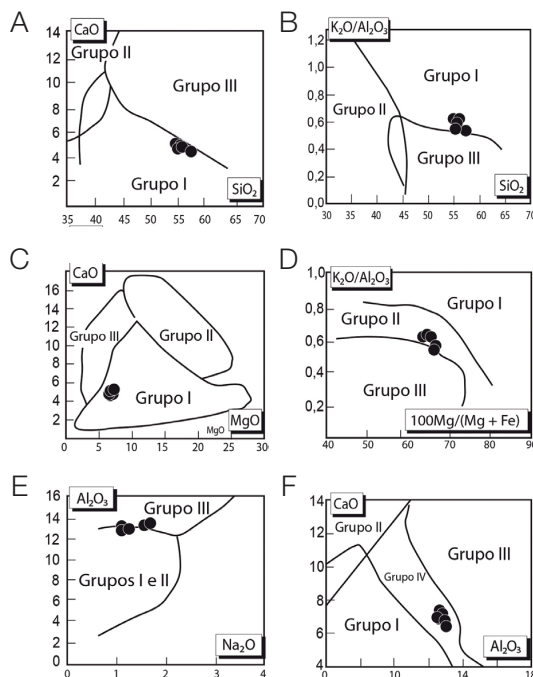 A
CaO
14
12
10
8
6
4
2
Grupo II
Grupo III
Grupo I
SiO₂
35 40 45 50 55 60 65 70
B
K₂O/Al₂O₃
1,2
1,0
0,8
0,6
0,4
0,2
0,0
Grupo I
Grupo II
Grupo III
SiO₂
30 35 40 45 50 55 60 65 70
C
CaO
16
14
12
10
8
6
4
2
Grupo III
Grupo II
Grupo I
MgO
MgO
0 5 10 15 20 25 30
D
K₂O/Al₂O₃
1,0
0,8
0,6
0,4
0,2
Grupo I
Grupo II
Grupo III
100Mg/(Mg + Fe)
40 50 60 70 80 90
E
Al₂O₃
16
14
12
10
8
6
4
2
0
Grupo III
Grupos I e II
Na₂O
0 1 2 3 4
F
CaO
14
12
10
8
6
4
Grupo II
Grupo III
Grupo IV
Grupo I
Al₂O₃
0 10 14 18